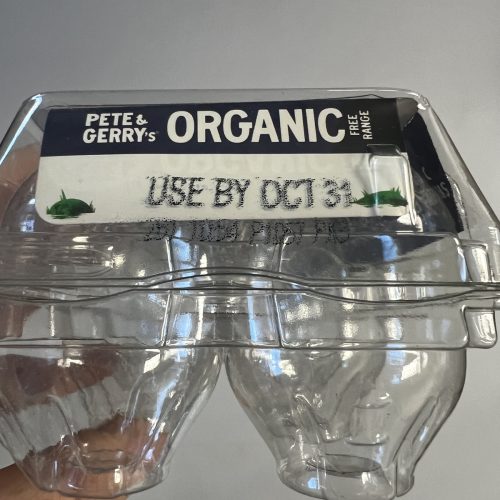 PETE &
GERRY'S
ORGANIC
FREE
RANGE
USE BY OCT 31